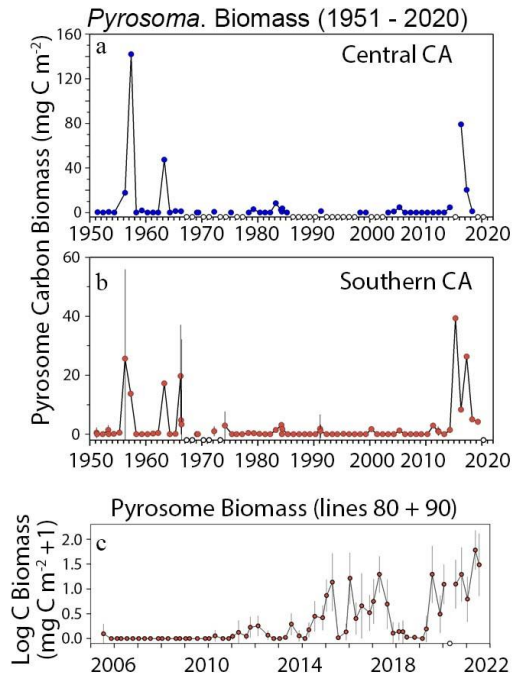 Pyrosoma. Biomass (1951 - 2020)
Pyrosome Carbon Biomass (mg C m-2)
a
Central CA
160
120
80
40
0
1950 1960 1970 1980 1990 2000 2010 2020
b
Southern CA
60
40
20
0
1950 1960 1970 1980 1990 2000 2010 2020
Pyrosome Biomass (lines 80 + 90)
Log C Biomass
(mg C m-2 +1)
c
2.0
1.5
1.0
0.5
0.0
2006 2010 2014 2018 2022